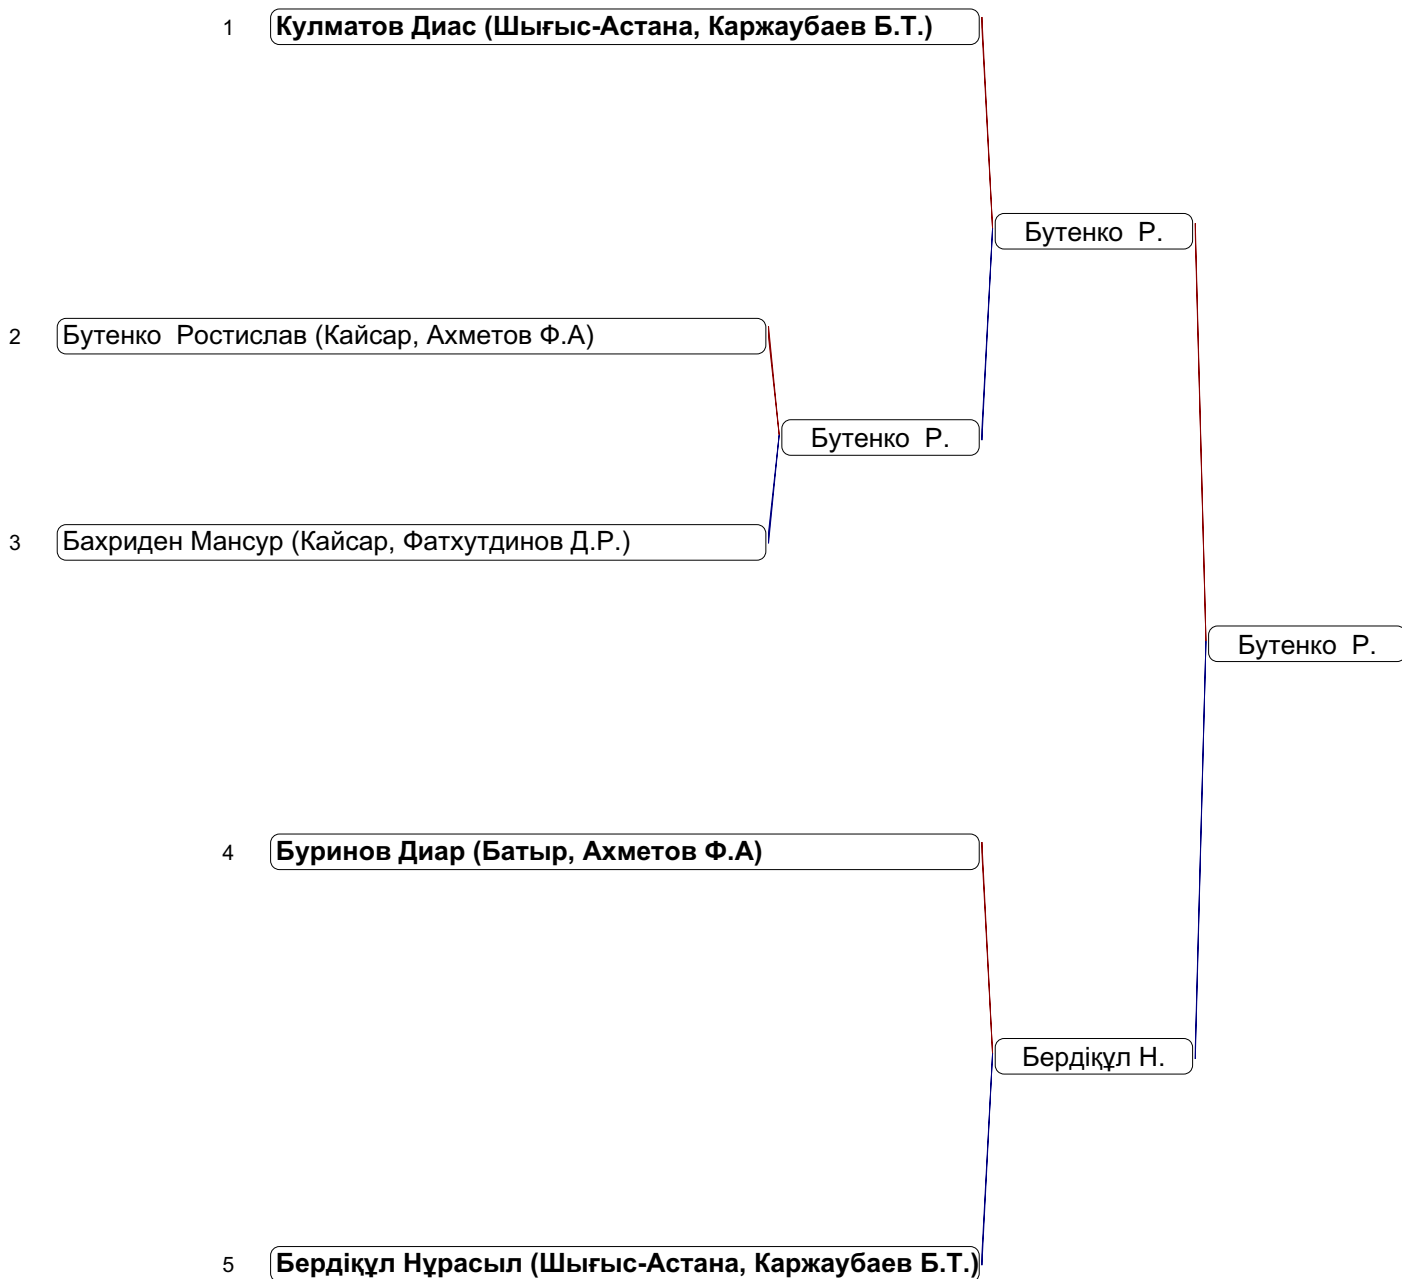 1 Кулматов Диас (Шығыс-Астана, Каржаубаев Б.Т.)
Бутенко Р.
2 Бутенко Ростислав (Кайсар, Ахметов Ф.А)
Бутенко Р.
3 Бахриден Мансур (Кайсар, Фатхутдинов Д.Р.)
Бутенко Р.
4 Буринов Диар (Батыр, Ахметов Ф.А)
Бердіқұл Н.
5 Бердіқұл Нұрасыл (Шығыс-Астана, Каржаубаев Б.Т.)